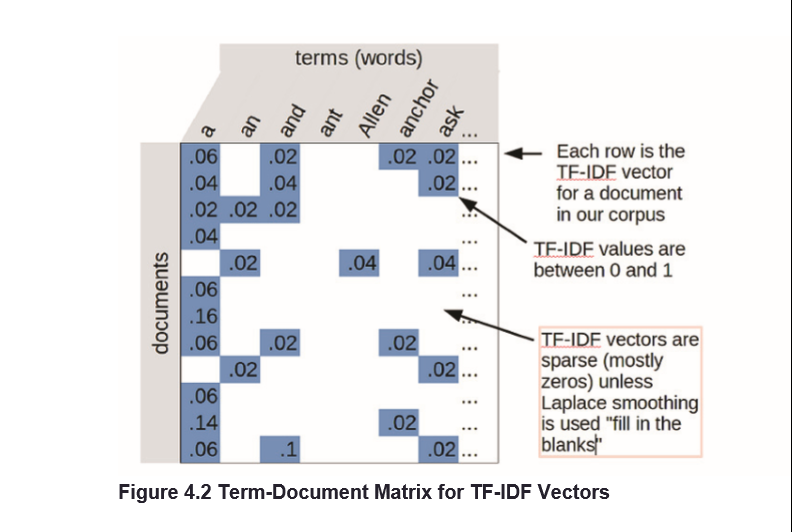 terms (words)
a an and ant Allen anchor ask ...
documents
.06 .02 .02 .02 ...
.04 .04 .02 ...
.02 .02 .02 ...
.04 ...
.02 .04 .04 ...
.06 ...
.16 ...
.06 .02 .02 ...
.02 .02 ...
.06 ...
.14 .02 ...
.06 .1 .02 ...
Each row is the
TF-IDF vector
for a document
in our corpus
TF-IDF values are
between 0 and 1
TF-IDF vectors are
sparse (mostly
zeros) unless
Laplace smoothing
is used "fill in the
blanks"
Figure 4.2 Term-Document Matrix for TF-IDF Vectors